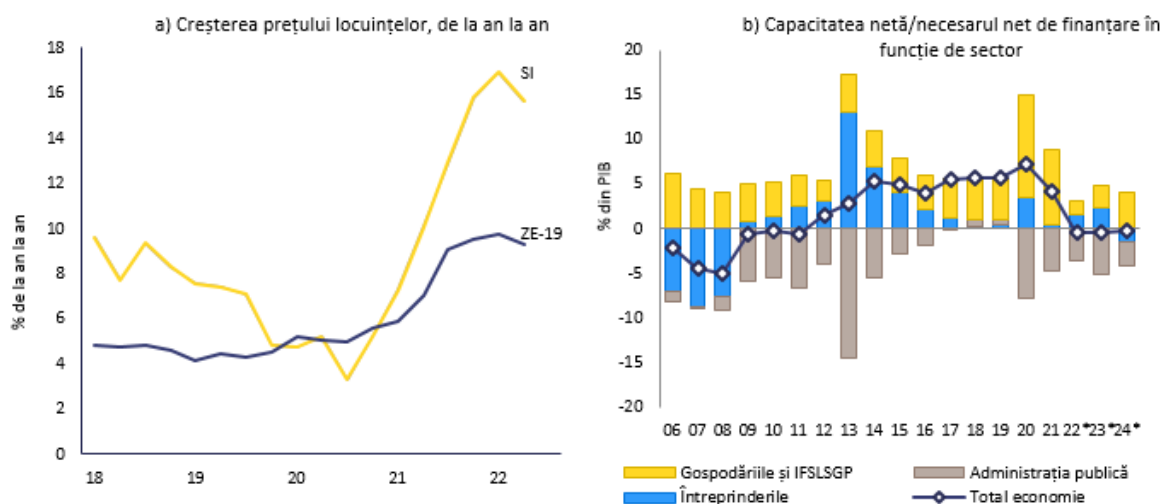 a) Creșterea prețului locuințelor, de la an la an
% de la an la an
18
16
14
12
10
8
6
4
2
0
SI
ZE-19
18 19 20 21 22
b) Capacitatea netă/necesarul net de finanțare în
funcție de sector
% din PIB
20
15
10
5
0
-5
-10
-15
-20
06 07 08 09 10 11 12 13 14 15 16 17 18 19 20 21 22* 23* 24*
Gospodăriile și IFSLSGP Administrația publică
Întreprinderile Total economie